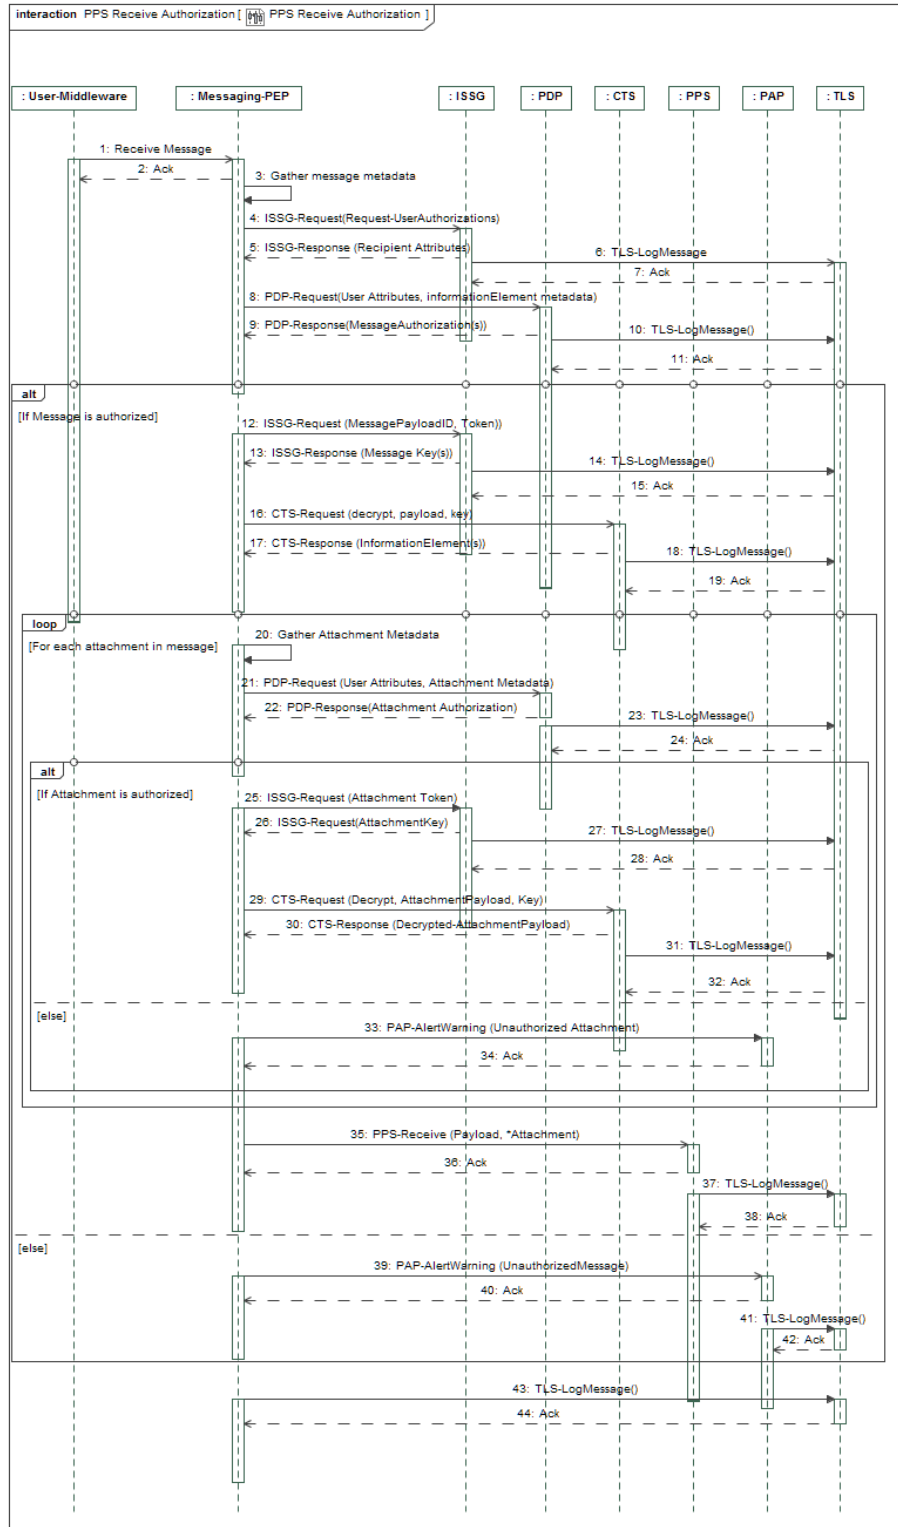 interaction PPS Receive Authorization [ PPS Receive Authorization ]
: User-Middleware : Messaging-PEP : ISSG : PDP : CTS : PPS : PAP : TLS
1: Receive Message
2: Ack
3: Gather message metadata
4: ISSG-Request(Request-UserAuthorizations)
5: ISSG-Response (Recipient Attributes)
6: TLS-LogMessage
7: Ack
8: PDP-Request(User Attributes, informationElement metadata)
9: PDP-Response(MessageAuthorization(s))
10: TLS-LogMessage()
11: Ack
alt
[If Message is authorized]
12: ISSG-Request (MessagePayloadID, Token))
13: ISSG-Response (Message Key(s))
14: TLS-LogMessage()
15: Ack
16: CTS-Request (decrypt, payload, key)
17: CTS-Response (InformationElement(s))
18: TLS-LogMessage()
19: Ack
loop
[For each attachment in message]
20: Gather Attachment Metadata
21: PDP-Request (User Attributes, Attachment Metadata)
22: PDP-Response(Attachment Authorization)
23: TLS-LogMessage()
24: Ack
alt
[If Attachment is authorized]
25: ISSG-Request (Attachment Token)
26: ISSG-Request(AttachmentKey)
27: TLS-LogMessage()
28: Ack
29: CTS-Request (Decrypt, AttachmentPayload, Key)
30: CTS-Response (Decrypted-AttachmentPayload)
31: TLS-LogMessage()
32: Ack
[else]
33: PAP-AlertWarning (Unauthorized Attachment)
34: Ack
35: PPS-Receive (Payload, *Attachment)
36: Ack
37: TLS-LogMessage()
38: Ack
[else]
39: PAP-AlertWarning (UnauthorizedMessage)
40: Ack
41: TLS-LogMessage()
42: Ack
43: TLS-LogMessage()
44: Ack